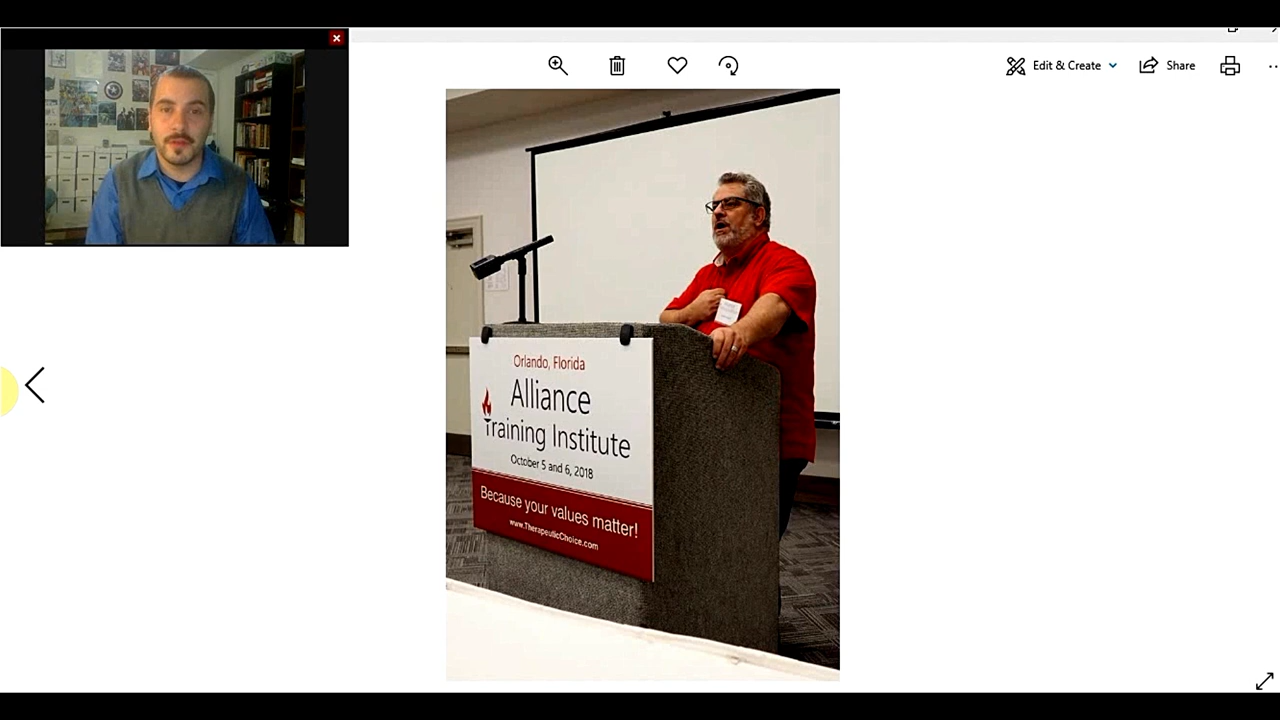 Edit & Create
Share
Orlando, Florida
Alliance
Training Institute
October 5 and 6, 2018
Because your values matter!
www.TherapeuticChoice.com